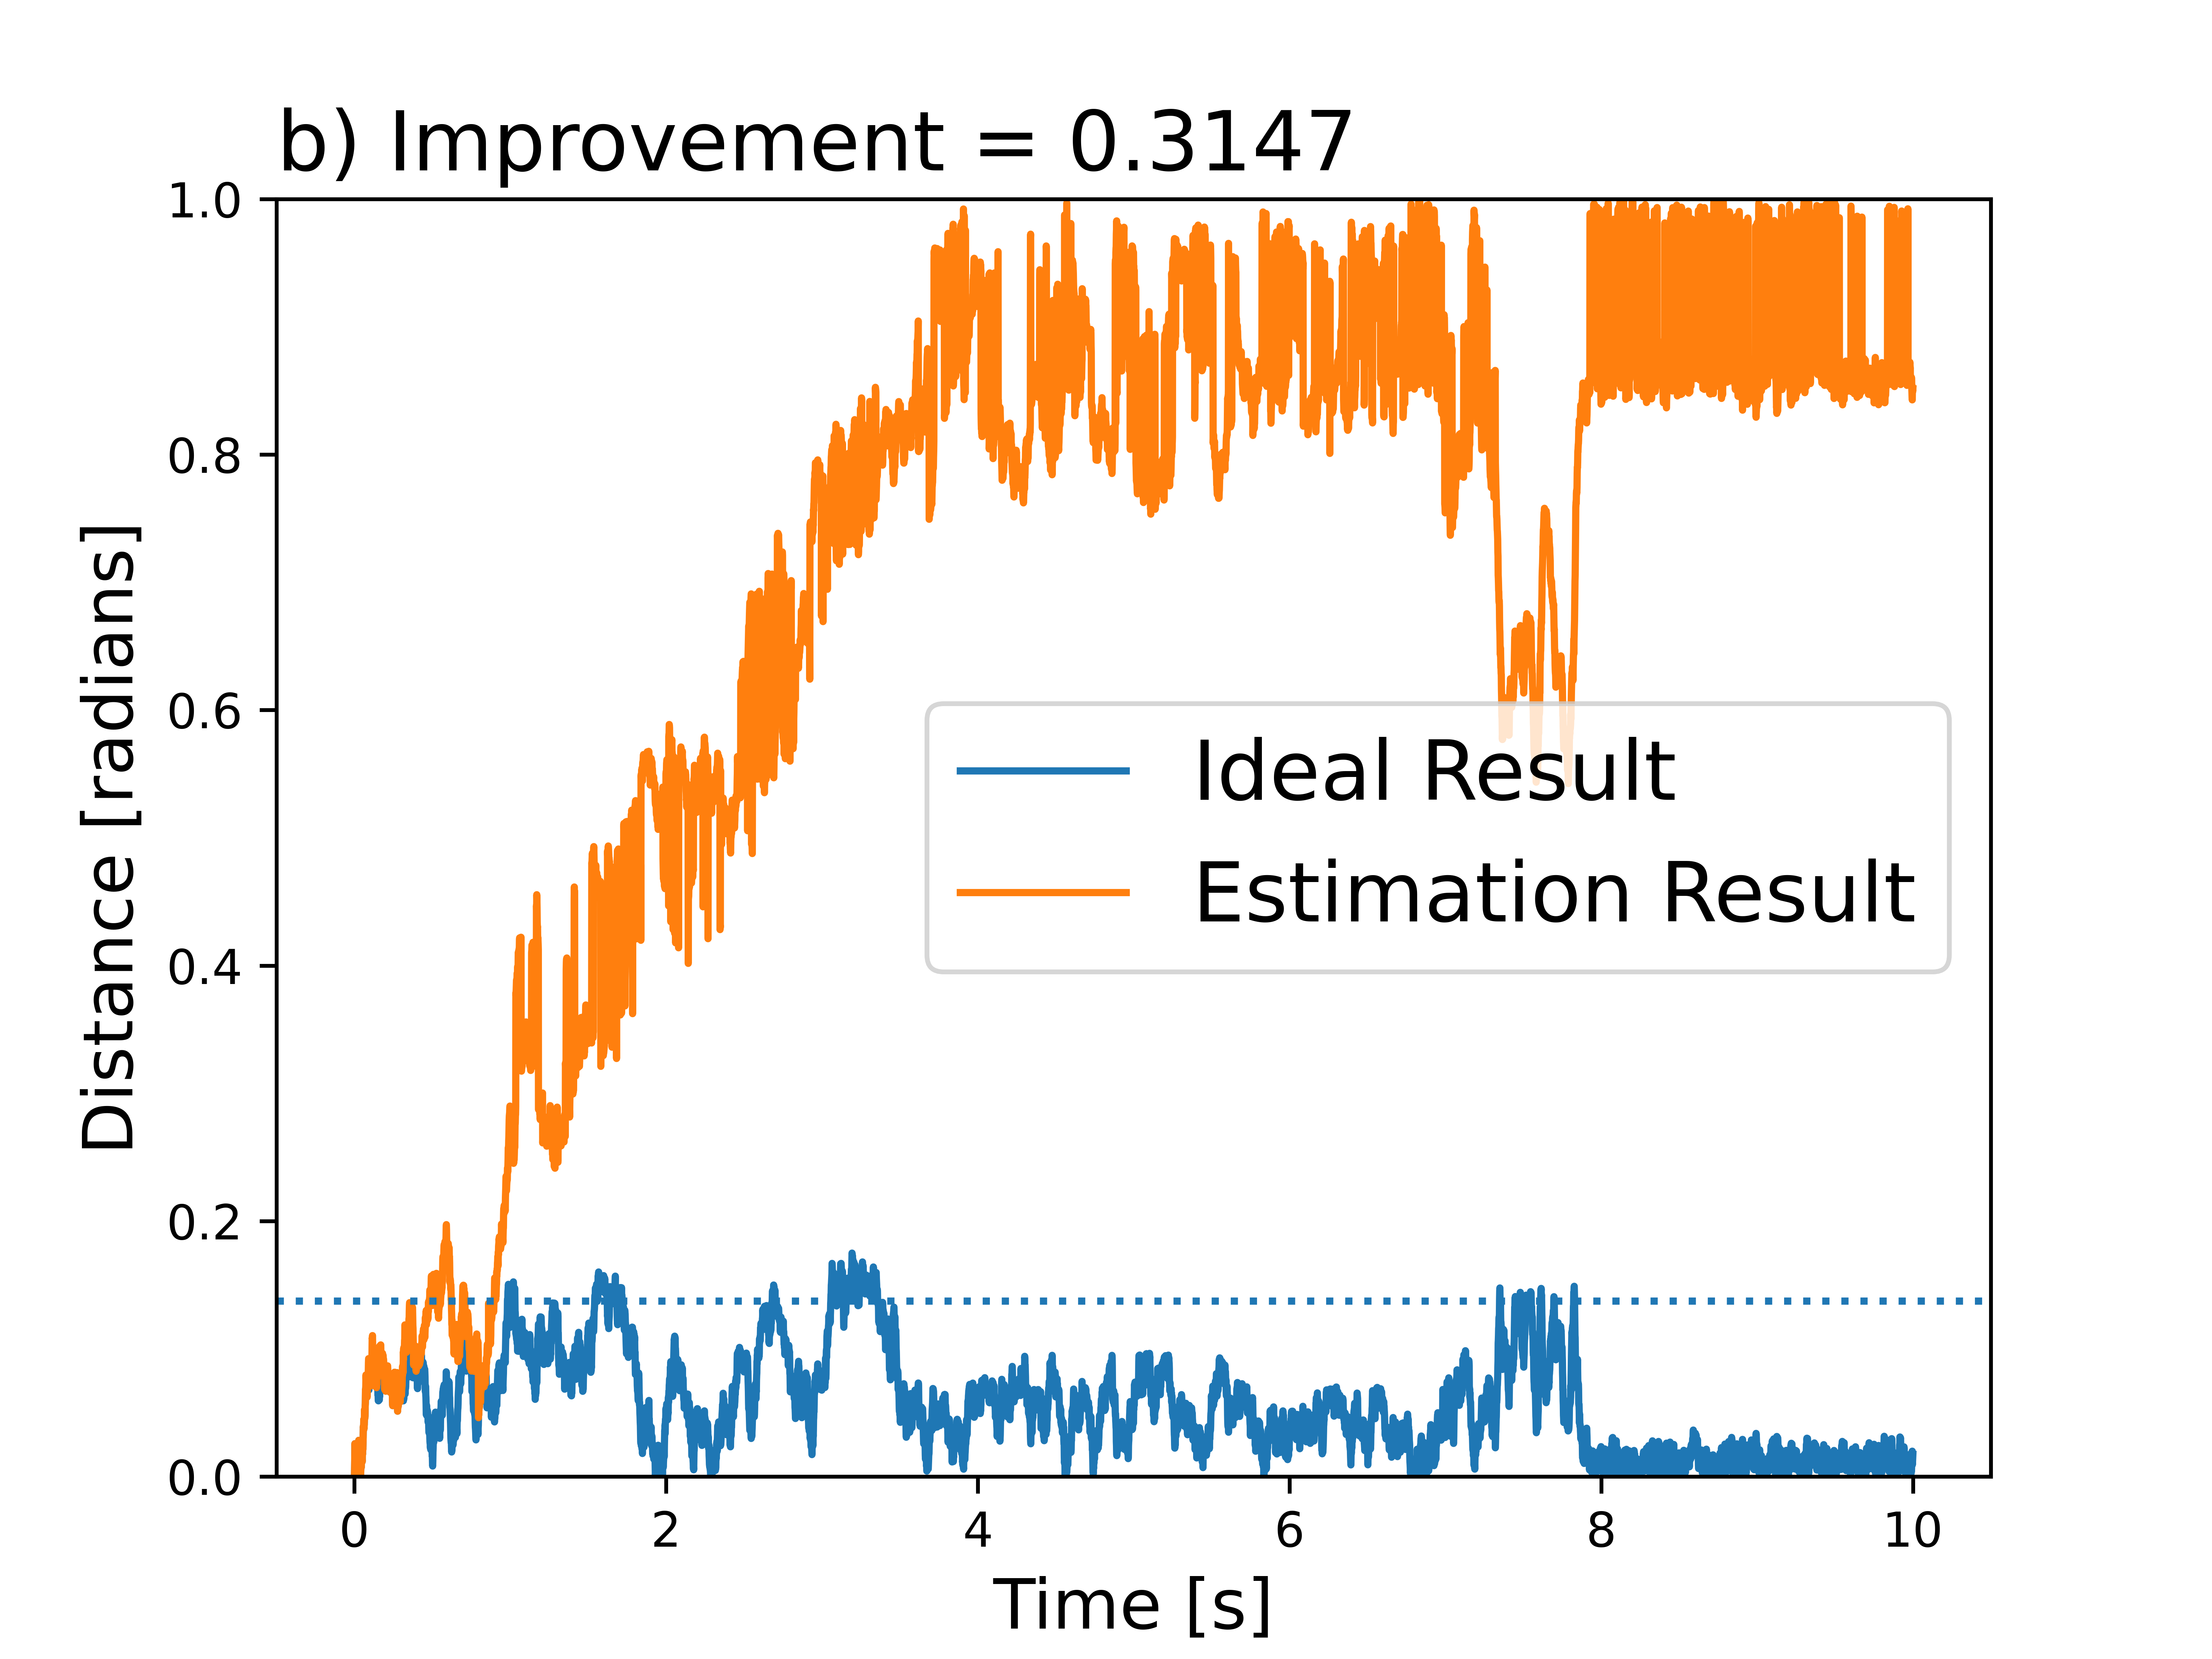 b) Improvement = 0.3147
1.0
0.8
0.6
0.4
0.2
0.0
Distance [radians]
Ideal Result
Estimation Result
0 2 4 6 8 10
Time [s]